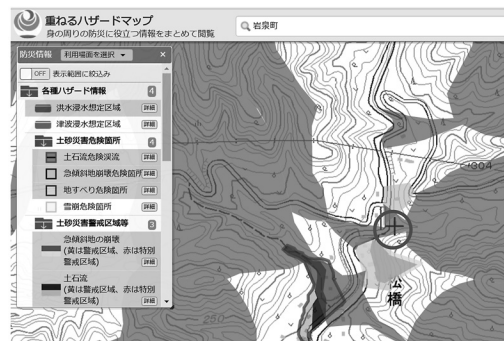 重ねるハザードマップ
身の周りの防災に役立つ情報をまとめて閲覧
岩泉町
防災情報 利用場面を選択 ▼ ×
OFF 表示範囲に絞込み
各種ハザード情報 4
洪水浸水想定区域 詳細
津波浸水想定区域 詳細
土砂災害危険箇所 4
土石流危険渓流 詳細
急傾斜地崩壊危険箇所 詳細
地すべり危険箇所 詳細
雪崩危険箇所 詳細
土砂災害警戒区域等 3
急傾斜地の崩壊
(黄は警戒区域、赤は特別
警戒区域) 詳細
土石流
(黄は警戒区域、赤は特別
警戒区域) 詳細
304
橋
250